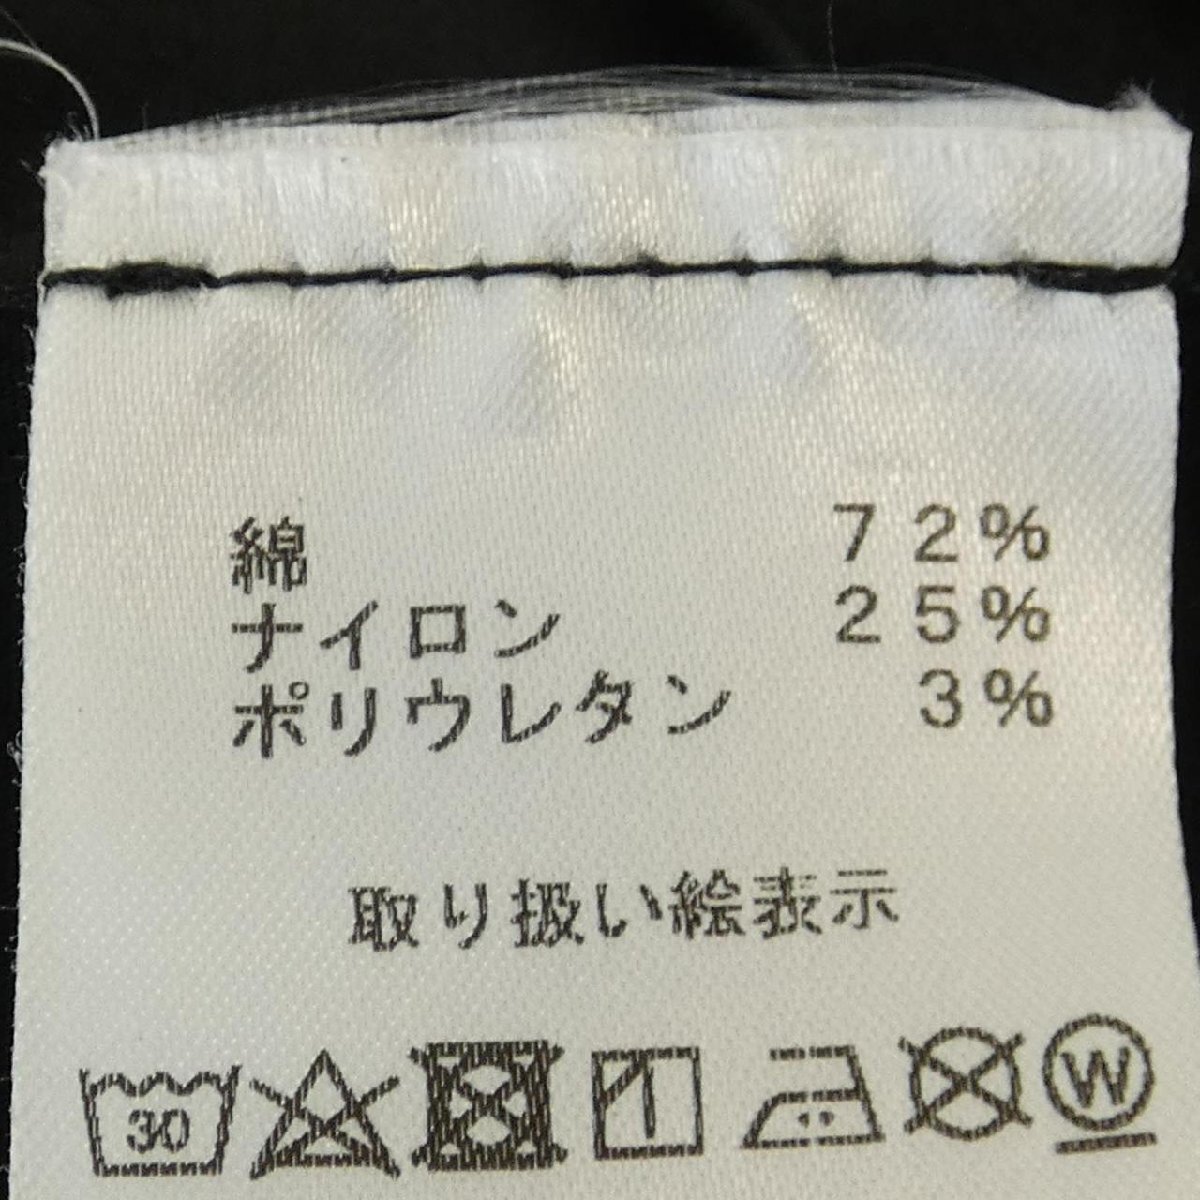 綿 72%
ナイロン 25%
ポリウレタン 3%
取り扱い絵表示
30 W